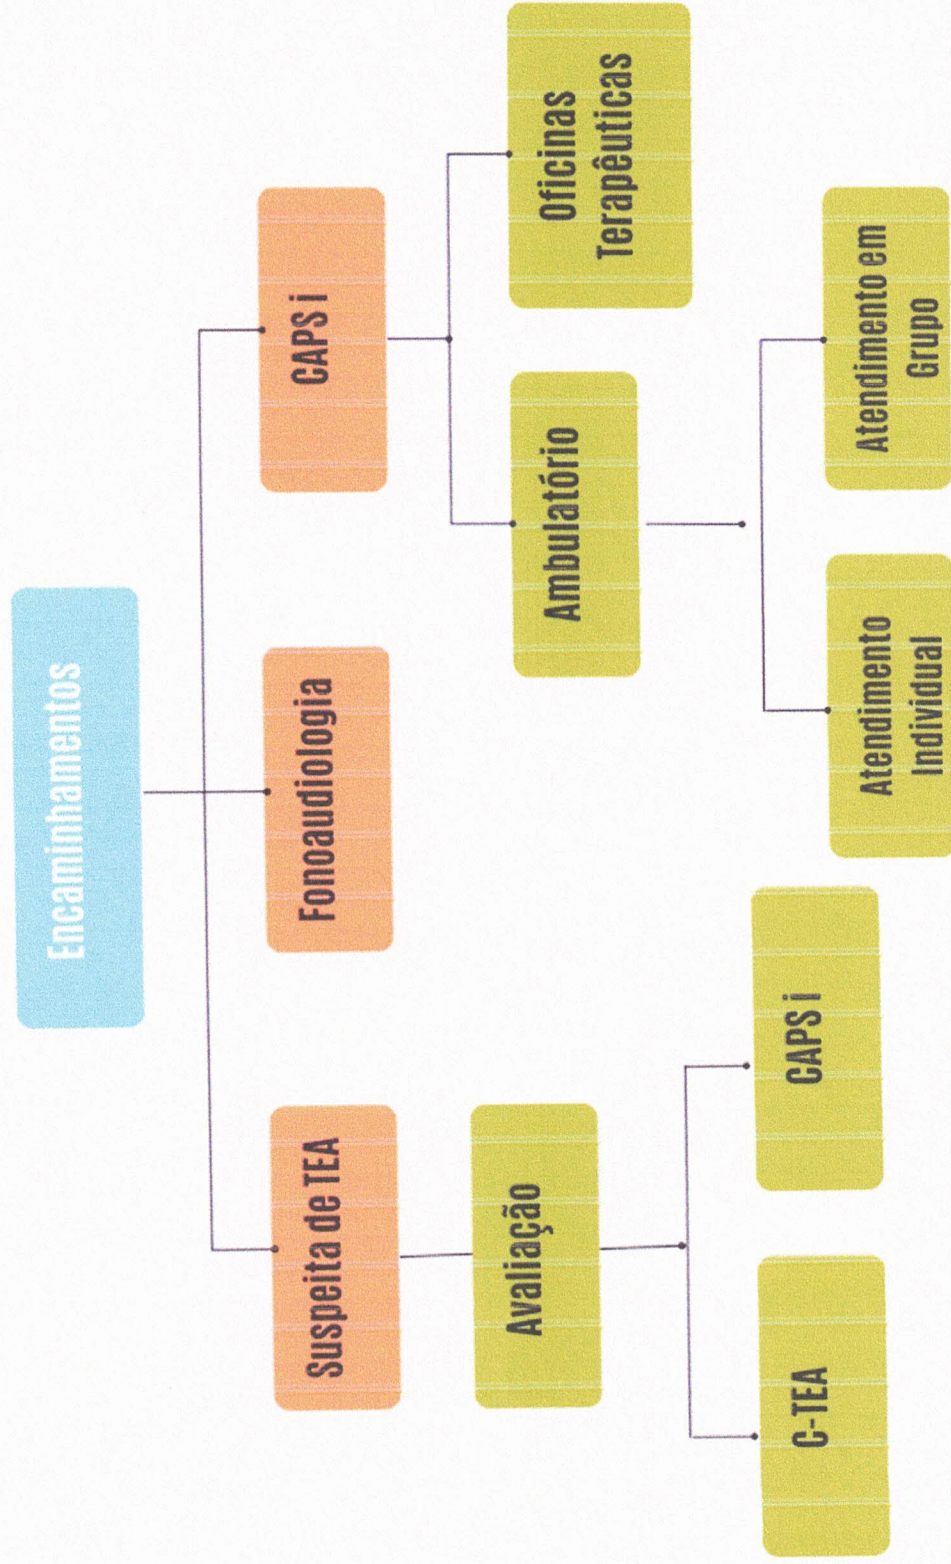 Encaminhamentos
Suspeita de TEA
Fonoaudiologia
CAPS i
Avaliação
Ambulatório
Oficinas
Terapêuticas
C-TEA
CAPS i
Atendimento
Individual
Atendimento em
Grupo